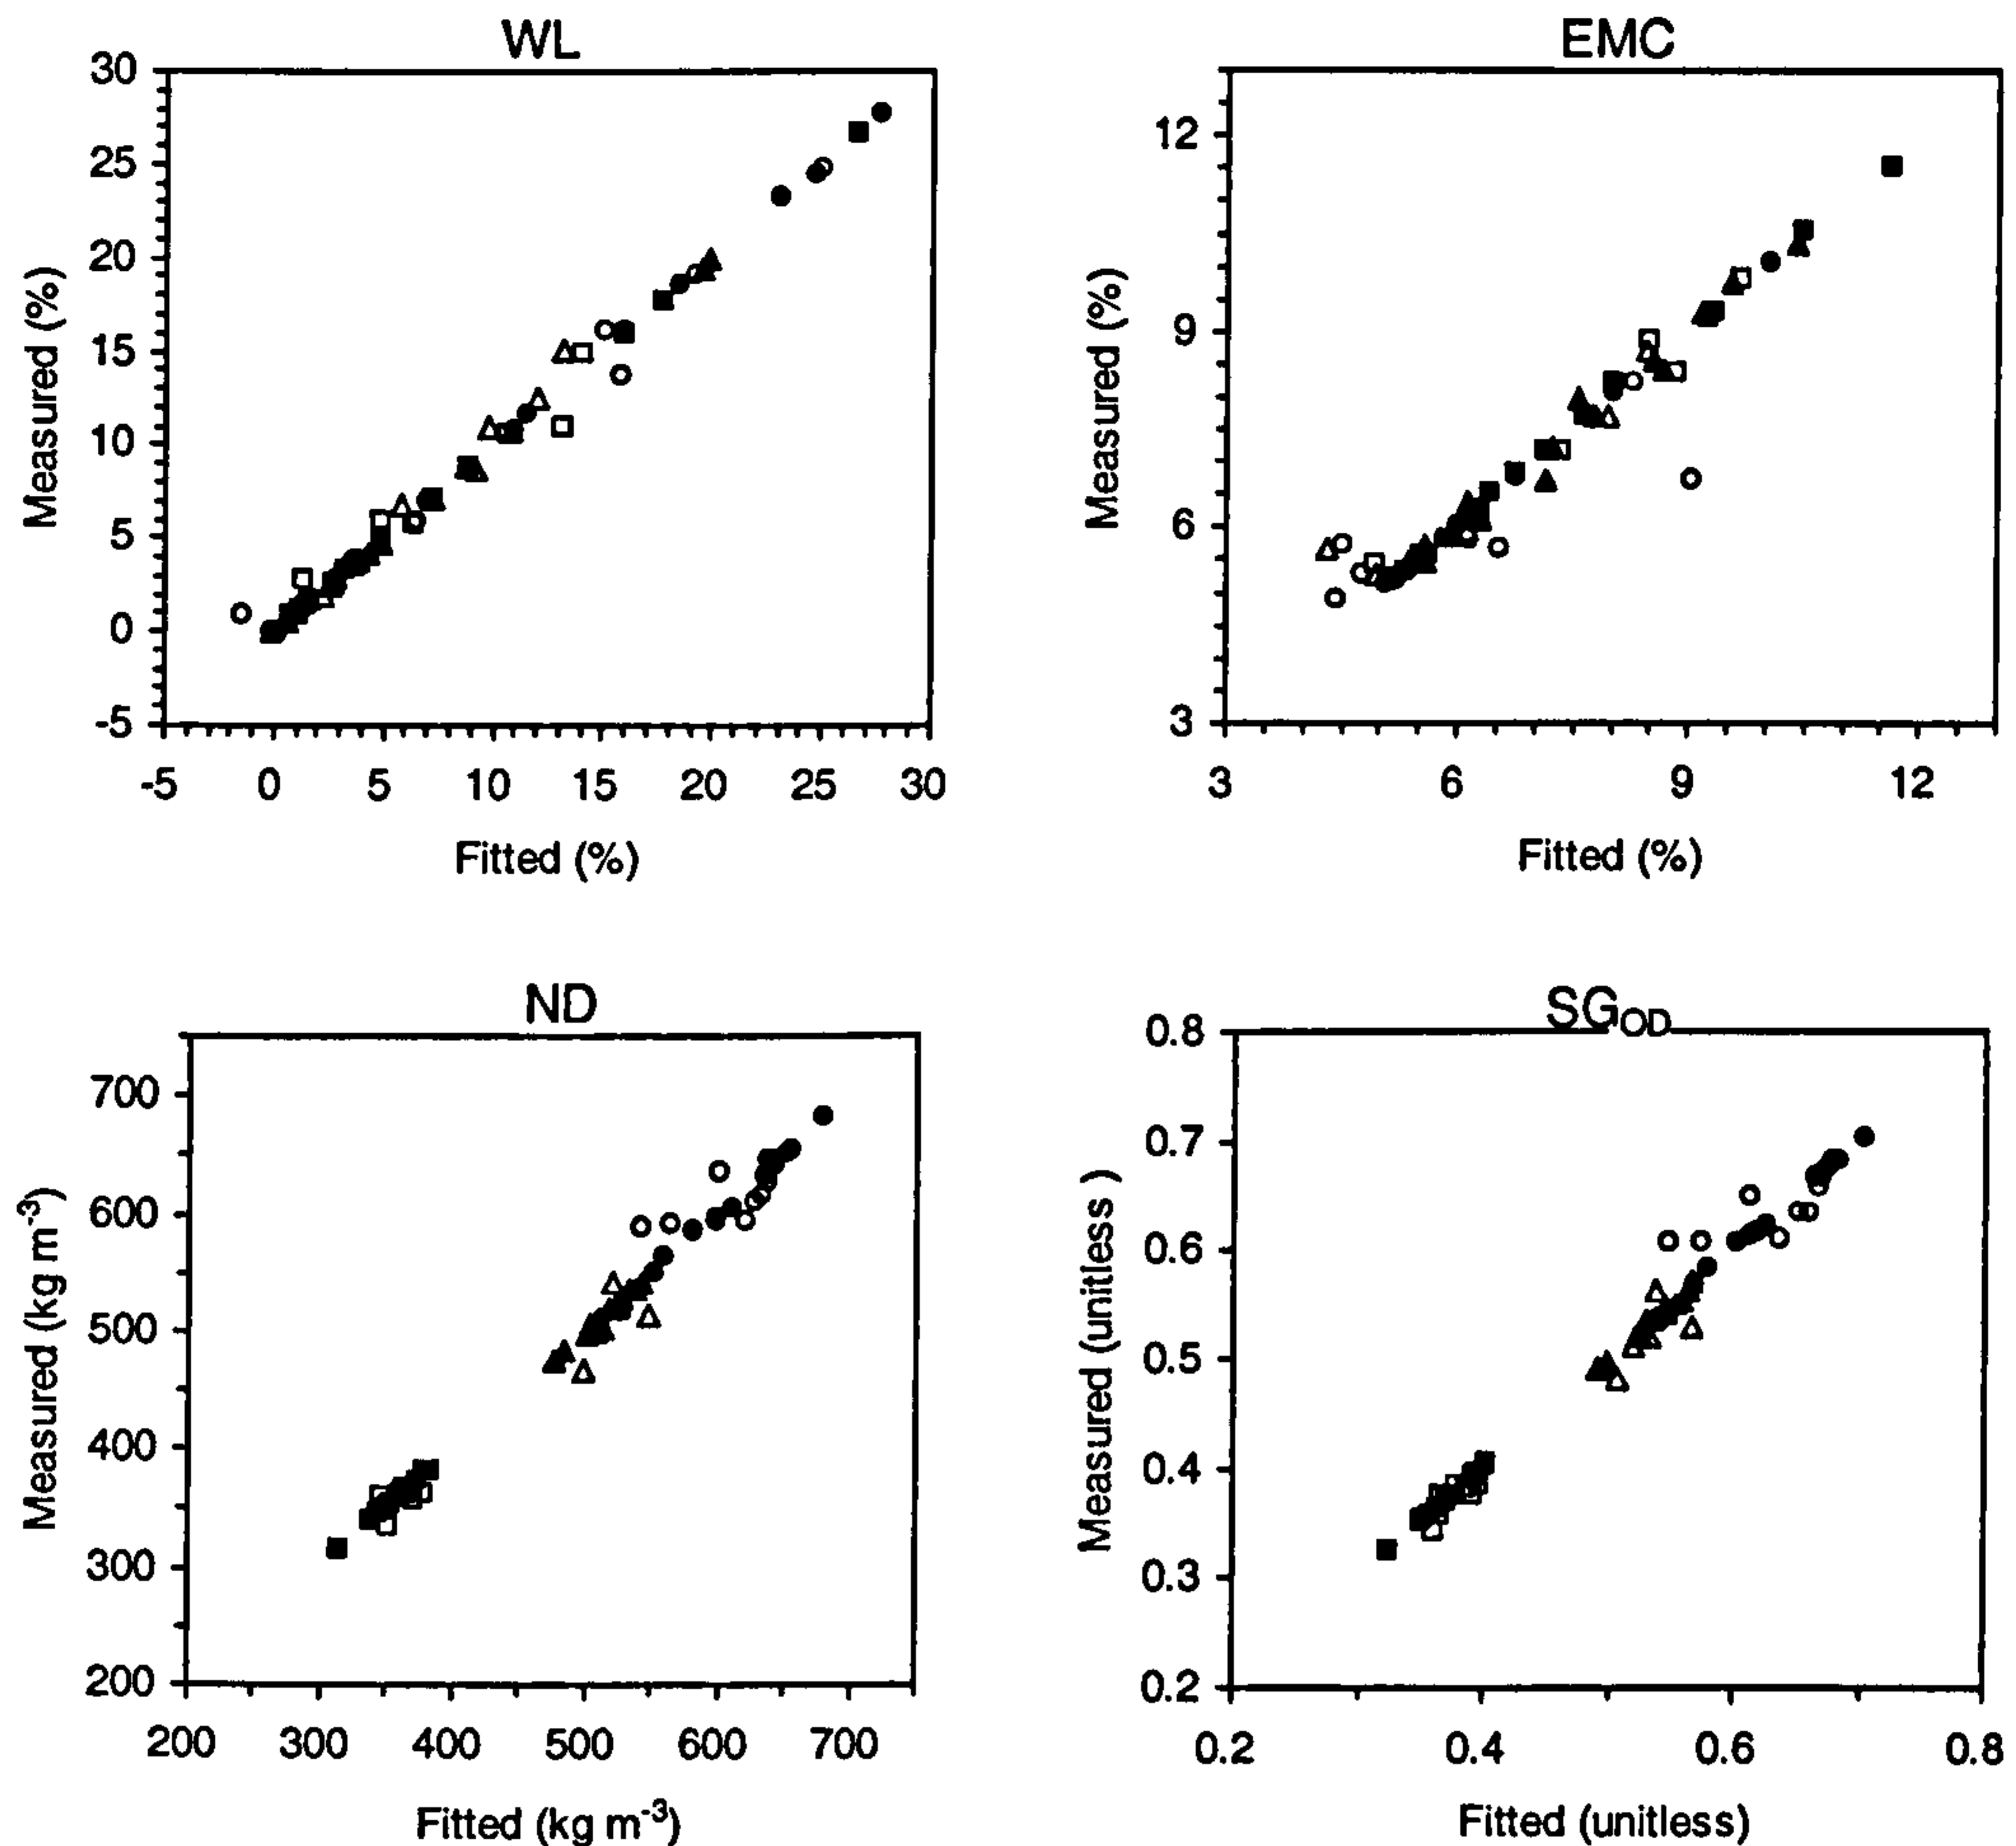 WL
30
25
20
15
10
5
0
-5
Measured (%)
-5 0 5 10 15 20 25 30
Fitted (%)
EMC
12
9
6
3
Measured (%)
3 6 9 12
Fitted (%)
ND
700
600
500
400
300
200
Measured (kg m⁻³)
200 300 400 500 600 700
Fitted (kg m⁻³)
SG_OD
0.8
0.7
0.6
0.5
0.4
0.3
0.2
Measured (unitless )
0.2 0.4 0.6 0.8
Fitted (unitless)